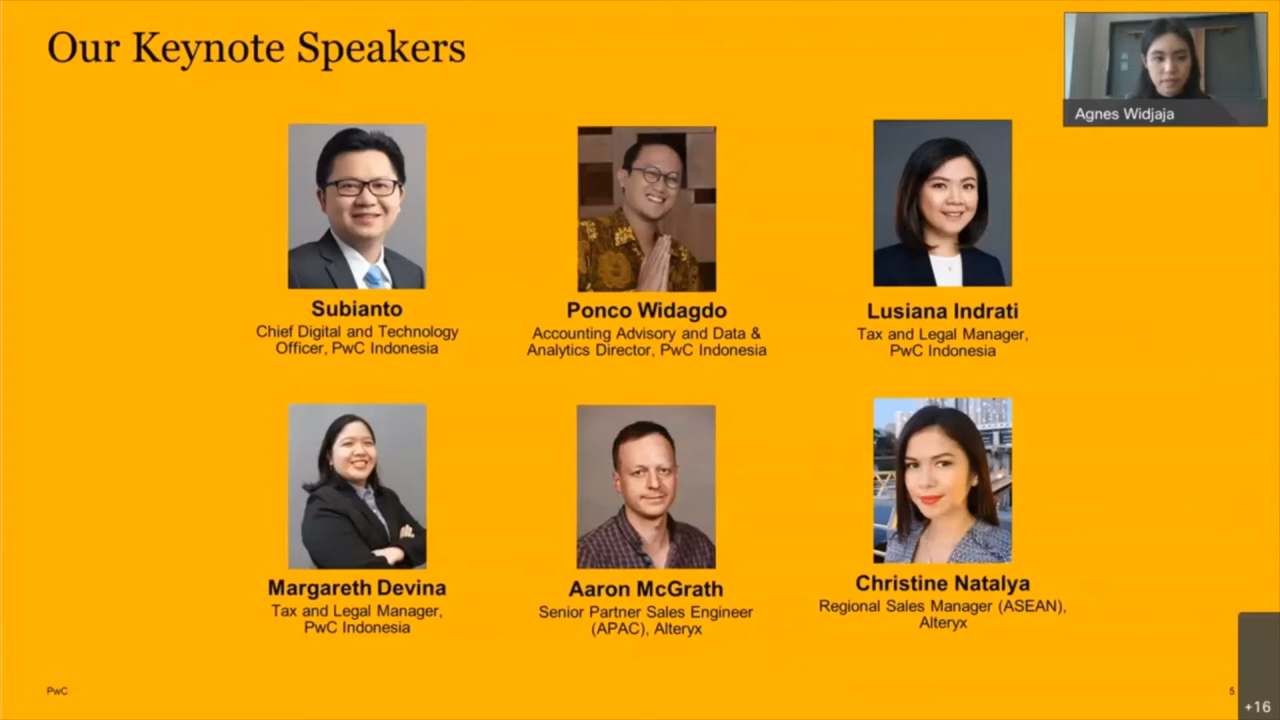 Our Keynote Speakers
Agnes Widjaja
Subianto
Chief Digital and Technology
Officer, PwC Indonesia
Ponco Widagdo
Accounting Advisory and Data &
Analytics Director, PwC Indonesia
Lusiana Indrati
Tax and Legal Manager,
PwC Indonesia
Margareth Devina
Tax and Legal Manager,
PwC Indonesia
Aaron McGrath
Senior Partner Sales Engineer
(APAC), Alteryx
Christine Natalya
Regional Sales Manager (ASEAN),
Alteryx
PwC
5
+16